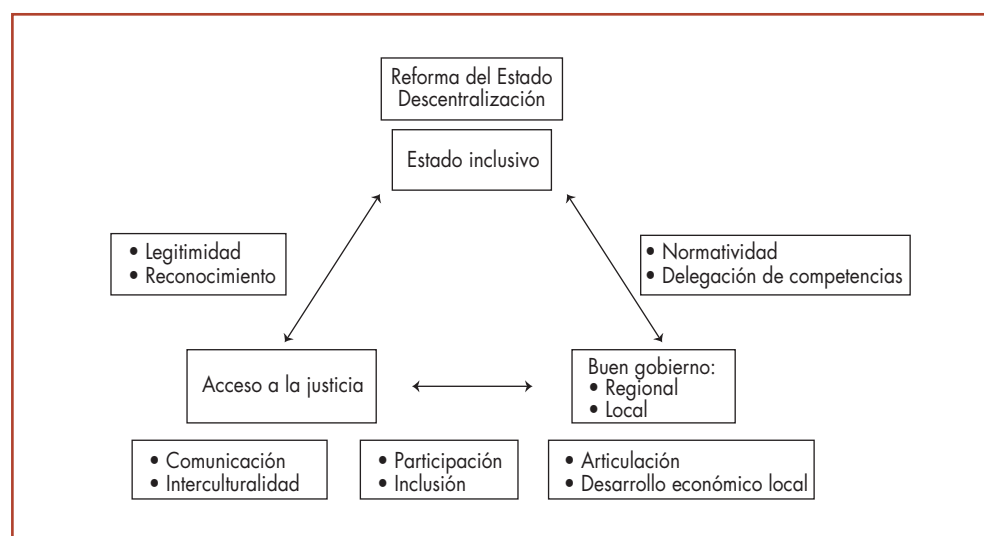 Reforma del Estado
Descentralización
Estado inclusivo
• Legitimidad
• Reconocimiento
• Normatividad
• Delegación de competencias
Acceso a la justicia
Buen gobierno:
• Regional
• Local
• Comunicación
• Interculturalidad
• Participación
• Inclusión
• Articulación
• Desarrollo económico local